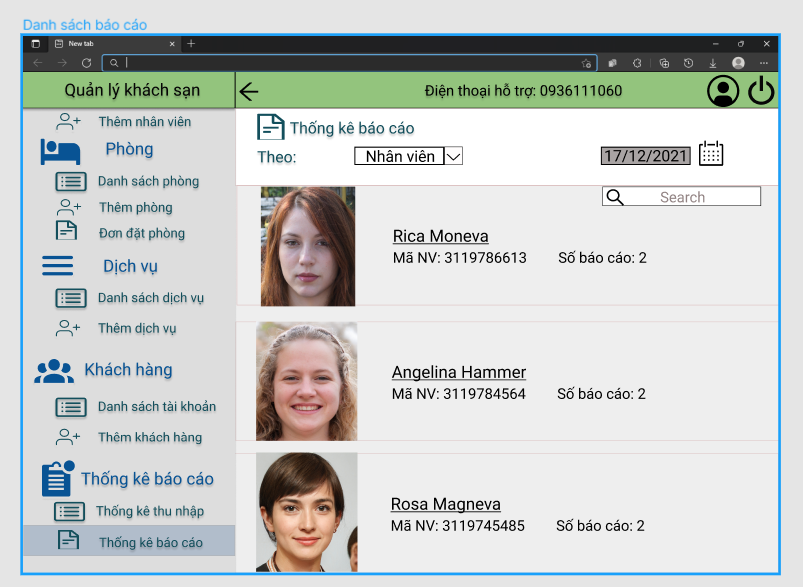 Danh sách báo cáo
New tab
Quản lý khách sạn
Điện thoại hỗ trợ: 0936111060
Thêm nhân viên
Phòng
Danh sách phòng
Thêm phòng
Đơn đặt phòng
Dịch vụ
Danh sách dịch vụ
Thêm dịch vụ
Khách hàng
Danh sách tài khoản
Thêm khách hàng
Thống kê báo cáo
Thống kê thu nhập
Thống kê báo cáo
Thống kê báo cáo
Theo: Nhân viên 17/12/2021
Search
Rica Moneva
Mã NV: 3119786613 Số báo cáo: 2
Angelina Hammer
Mã NV: 3119784564 Số báo cáo: 2
Rosa Magneva
Mã NV: 3119745485 Số báo cáo: 2